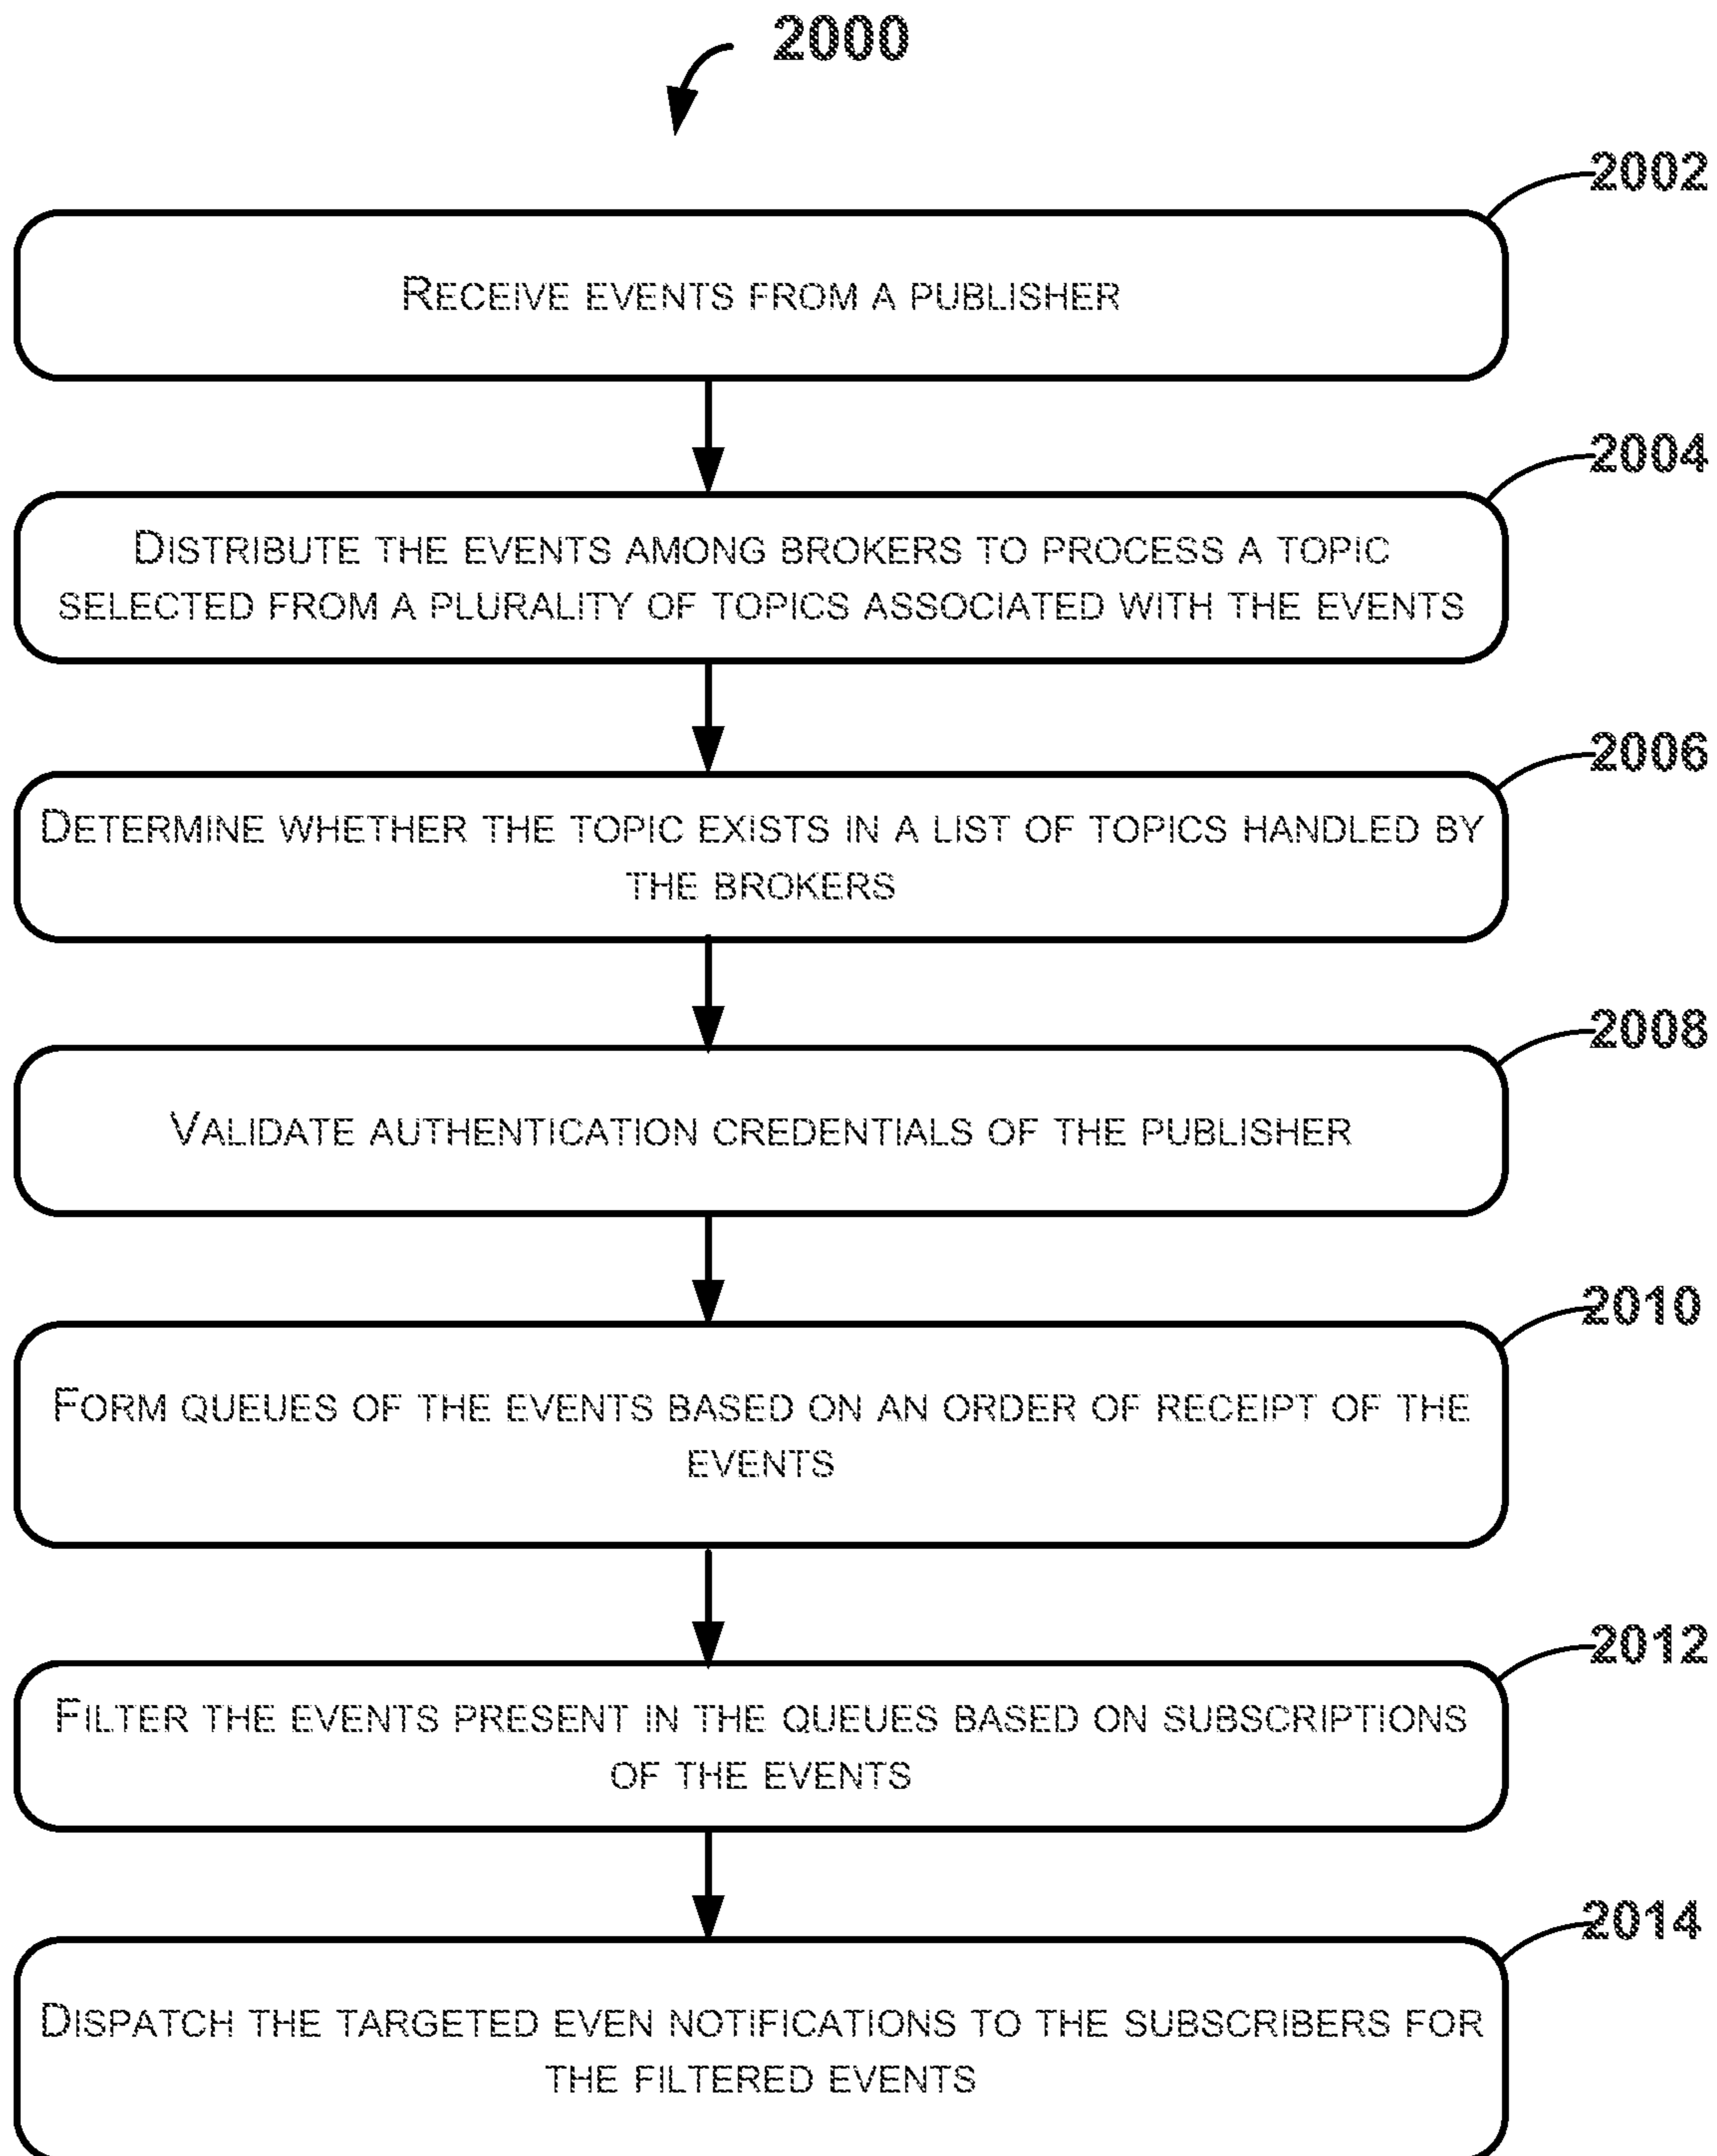 2000
2002
RECEIVE EVENTS FROM A PUBLISHER
2004
DISTRIBUTE THE EVENTS AMONG BROKERS TO PROCESS A TOPIC
SELECTED FROM A PLURALITY OF TOPICS ASSOCIATED WITH THE EVENTS
2006
DETERMINE WHETHER THE TOPIC EXISTS IN A LIST OF TOPICS HANDLED BY
THE BROKERS
2008
VALIDATE AUTHENTICATION CREDENTIALS OF THE PUBLISHER
2010
FORM QUEUES OF THE EVENTS BASED ON AN ORDER OF RECEIPT OF THE
EVENTS
2012
FILTER THE EVENTS PRESENT IN THE QUEUES BASED ON SUBSCRIPTIONS
OF THE EVENTS
2014
DISPATCH THE TARGETED EVEN NOTIFICATIONS TO THE SUBSCRIBERS FOR
THE FILTERED EVENTS